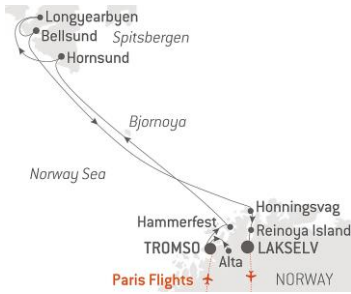 Longyearbyen
Bellsund
Spitsbergen
Hornsund
Bjornoya
Norway Sea
Honningsvag
Hammerfest
Reinoya Island
TROMSO
LAKSELV
Alta
Paris Flights
NORWAY